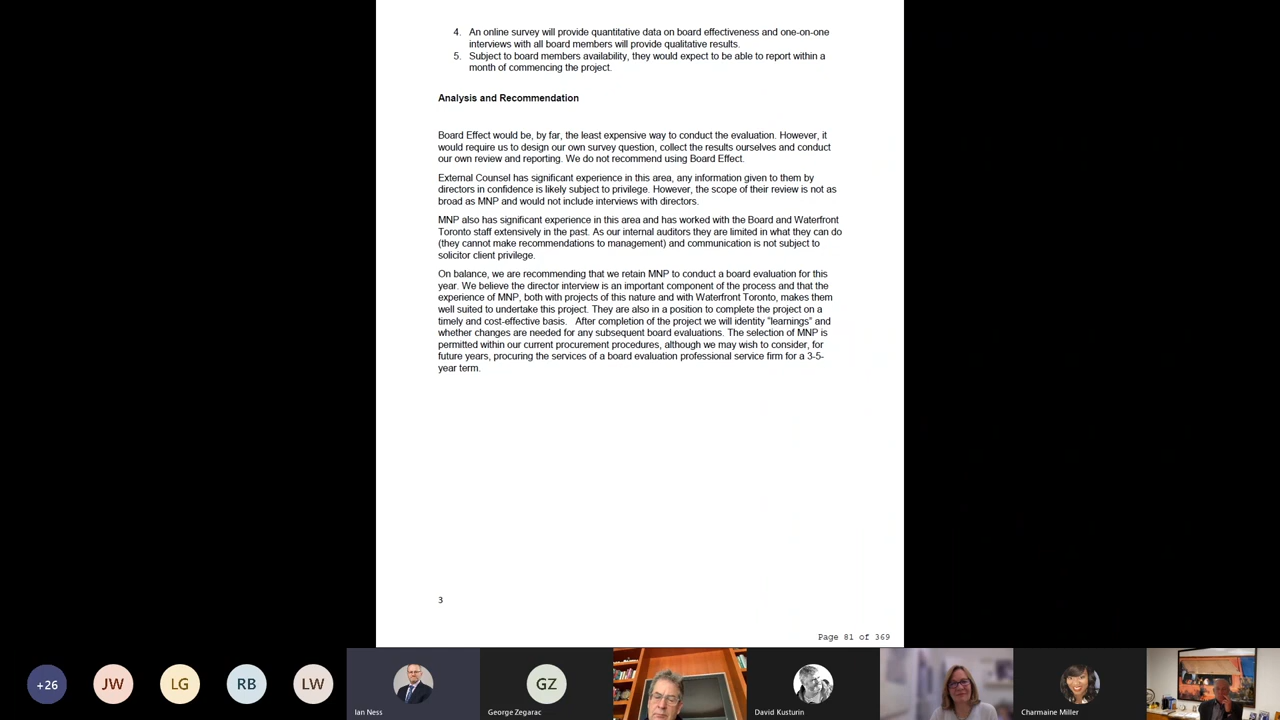 4. An online survey will provide quantitative data on board effectiveness and one-on-one
interviews with all board members will provide qualitative results.
5. Subject to board members availability, they would expect to be able to report within a
month of commencing the project.
Analysis and Recommendation
Board Effect would be, by far, the least expensive way to conduct the evaluation. However, it
would require us to design our own survey question, collect the results ourselves and conduct
our own review and reporting. We do not recommend using Board Effect.
External Counsel has significant experience in this area, any information given to them by
directors in confidence is likely subject to privilege. However, the scope of their review is not as
broad as MNP and would not include interviews with directors.
MNP also has significant experience in this area and has worked with the Board and Waterfront
Toronto staff extensively in the past. As our internal auditors they are limited in what they can do
(they cannot make recommendations to management) and communication is not subject to
solicitor client privilege.
On balance, we are recommending that we retain MNP to conduct a board evaluation for this
year. We believe the director interview is an important component of the process and that the
experience of MNP, both with projects of this nature and with Waterfront Toronto, makes them
well suited to undertake this project. They are also in a position to complete the project on a
timely and cost-effective basis. After completion of the project we will identity "learnings" and
whether changes are needed for any subsequent board evaluations. The selection of MNP is
permitted within our current procurement procedures, although we may wish to consider, for
future years, procuring the services of a board evaluation professional service firm for a 3-5-
year term.
3
Page 81 of 369
+26 JW LG RB LW GZ
Ian Ness George Zegarac David Kusturin Charmaine Miller